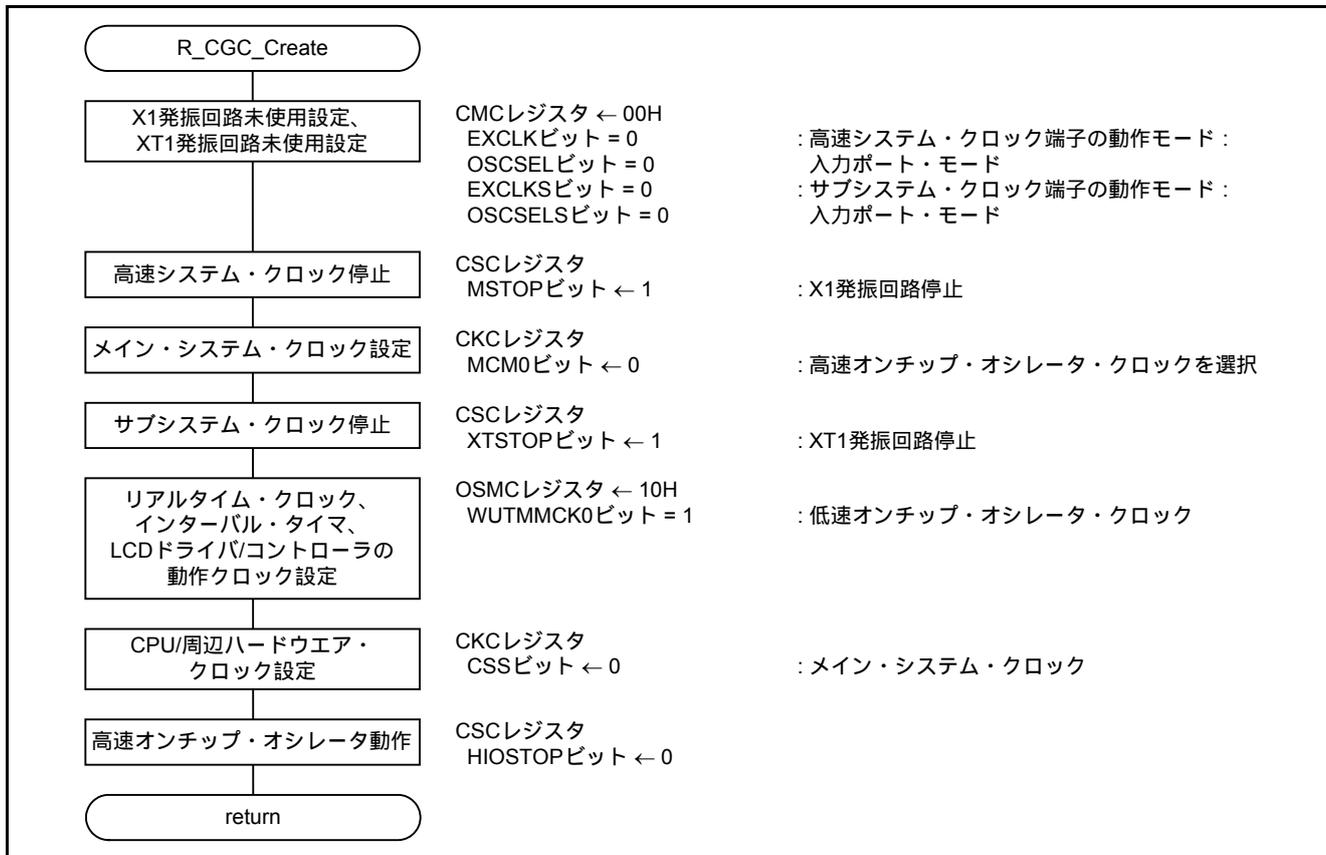 R_CGC_Create
X1発振回路未使用設定、
XT1発振回路未使用設定
CMCレジスタ ← 00H
EXCLKビット = 0 : 高速システム・クロック端子の動作モード :
OSCSELビット = 0 入力ポート・モード
EXCLKSビット = 0 : サブシステム・クロック端子の動作モード :
OSCSELSビット = 0 入力ポート・モード
高速システム・クロック停止
CSCレジスタ
MSTOPビット ← 1 : X1発振回路停止
メイン・システム・クロック設定
CKCレジスタ
MCM0ビット ← 0 : 高速オンチップ・オシレータ・クロックを選択
サブシステム・クロック停止
CSCレジスタ
XTSTOPビット ← 1 : XT1発振回路停止
リアルタイム・クロック、
インターバル・タイマ、
LCDドライバ/コントローラの
動作クロック設定
OSMCレジスタ ← 10H
WUTMMCK0ビット = 1 : 低速オンチップ・オシレータ・クロック
CPU/周辺ハードウエア・
クロック設定
CKCレジスタ
CSSビット ← 0 : メイン・システム・クロック
高速オンチップ・オシレータ動作
CSCレジスタ
HIOSTOPビット ← 0
return